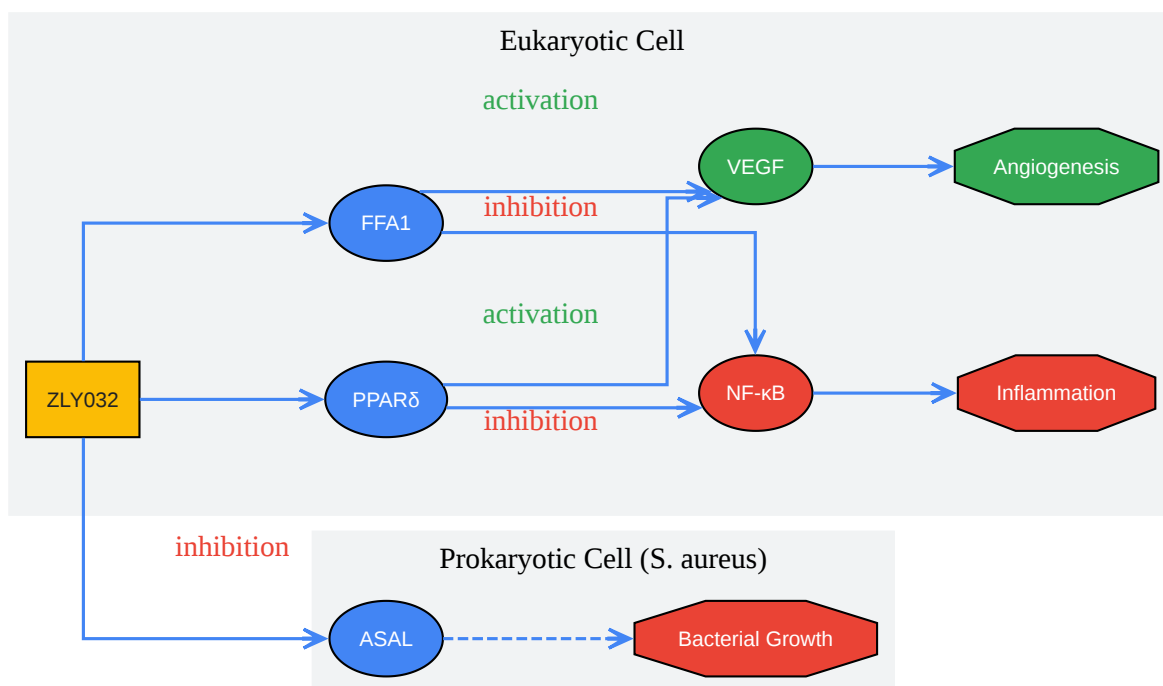 Eukaryotic Cell
activation
VEGF
Angiogenesis
inhibition
FFA1
activation
ZLY032
PPARδ
NF-κB
Inflammation
inhibition
inhibition
Prokaryotic Cell (S. aureus)
ASAL
Bacterial Growth